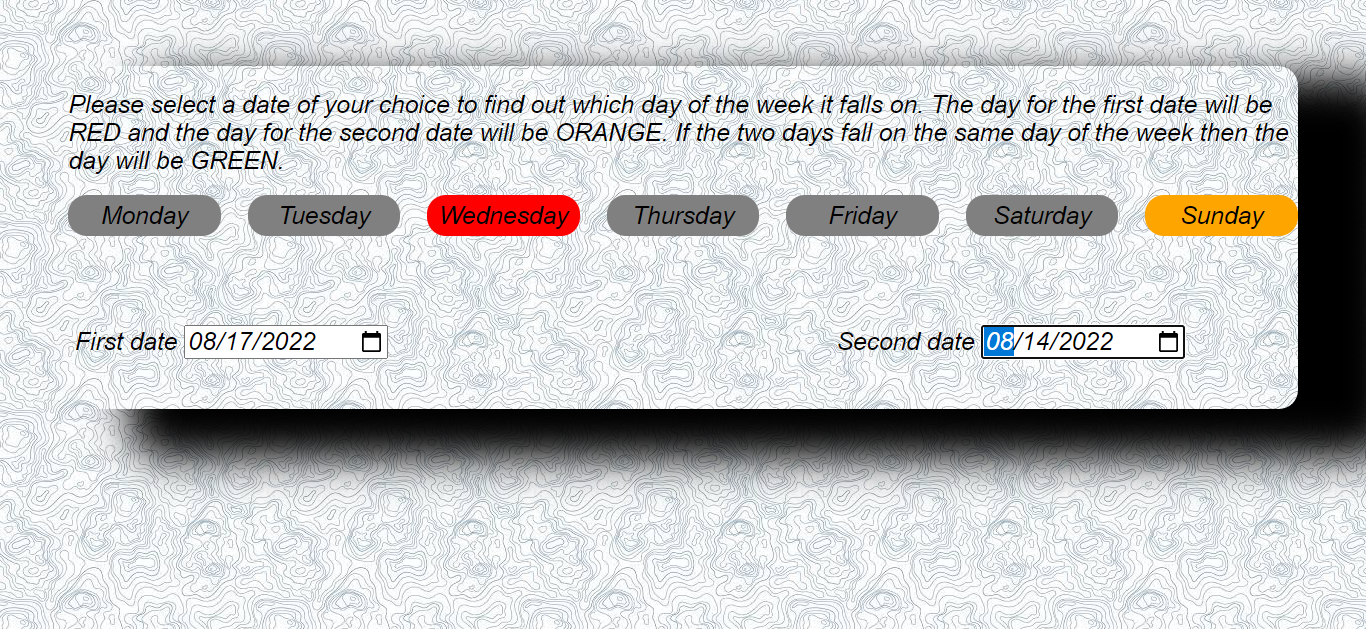 Please select a date of your choice to find out which day of the week it falls on. The day for the first date will be
RED and the day for the second date will be ORANGE. If the two days fall on the same day of the week then the
day will be GREEN.
Monday Tuesday Wednesday Thursday Friday Saturday Sunday
First date 08/17/2022 Second date 08/14/2022